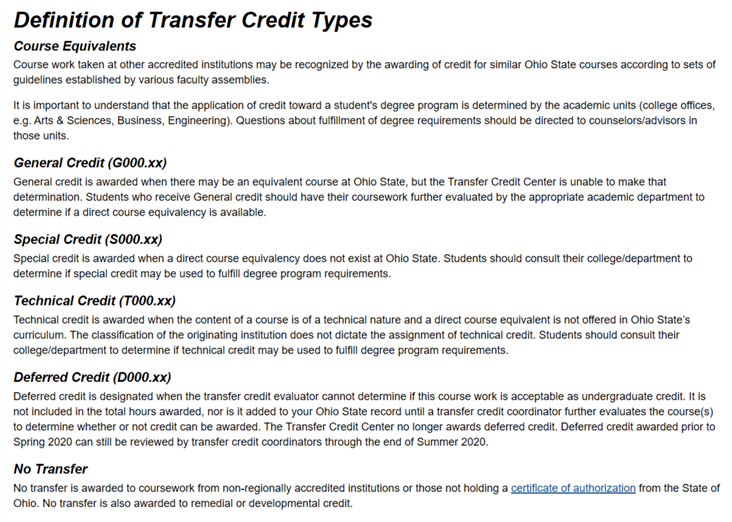 Definition of Transfer Credit Types
Course Equivalents
Course work taken at other accredited institutions may be recognized by the awarding of credit for similar Ohio State courses according to sets of
guidelines established by various faculty assemblies.
It is important to understand that the application of credit toward a student's degree program is determined by the academic units (college offices,
e.g. Arts & Sciences, Business, Engineering). Questions about fulfillment of degree requirements should be directed to counselors/advisors in
those units.
General Credit (G000.xx)
General credit is awarded when there may be an equivalent course at Ohio State, but the Transfer Credit Center is unable to make that
determination. Students who receive General credit should have their coursework further evaluated by the appropriate academic department to
determine if a direct course equivalency is available.
Special Credit (S000.xx)
Special credit is awarded when a direct course equivalency does not exist at Ohio State. Students should consult their college/department to
determine if special credit may be used to fulfill degree program requirements.
Technical Credit (T000.xx)
Technical credit is awarded when the content of a course is of a technical nature and a direct course equivalent is not offered in Ohio State's
curriculum. The classification of the originating institution does not dictate the assignment of technical credit. Students should consult their
college/department to determine if technical credit may be used to fulfill degree program requirements.
Deferred Credit (D000.xx)
Deferred credit is designated when the transfer credit evaluator cannot determine if this course work is acceptable as undergraduate credit. It is
not included in the total hours awarded, nor is it added to your Ohio State record until a transfer credit coordinator further evaluates the course(s)
to determine whether or not credit can be awarded. The Transfer Credit Center no longer awards deferred credit. Deferred credit awarded prior to
Spring 2020 can still be reviewed by transfer credit coordinators through the end of Summer 2020.
No Transfer
No transfer is awarded to coursework from non-regionally accredited institutions or those not holding a certificate of authorization from the State of
Ohio. No transfer is also awarded to remedial or developmental credit.